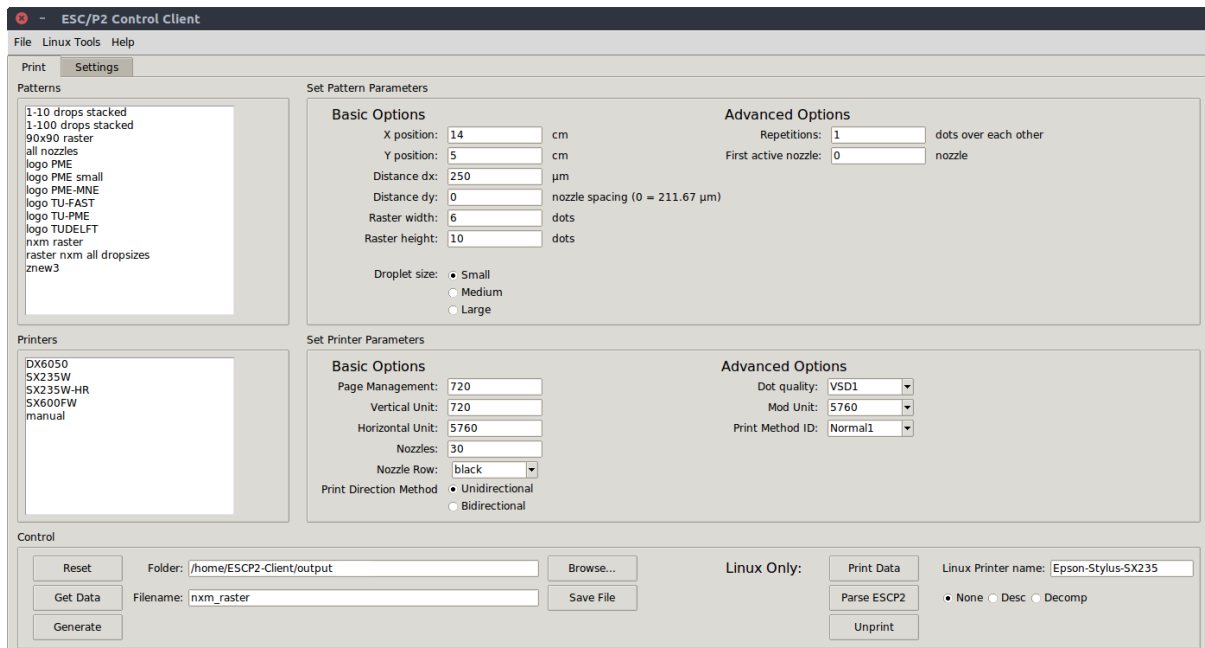 ESC/P2 Control Client
File Linux Tools Help
Print Settings
Patterns
1-10 drops stacked
1-100 drops stacked
90x90 raster
all nozzles
logo PME
logo PME small
logo PME-MNE
logo TU-FAST
logo TU-PME
logo TUDELFT
nxm raster
raster nxm all dropsizes
znew3
Set Pattern Parameters
Basic Options
X position: 14 cm
Y position: 5 cm
Distance dx: 250 µm
Distance dy: 0 nozzle spacing (0 = 211.67 µm)
Raster width: 6 dots
Raster height: 10 dots
Droplet size: Small
Medium
Large
Advanced Options
Repetitions: 1 dots over each other
First active nozzle: 0 nozzle
Printers
DX6050
SX235W
SX235W-HR
SX600FW
manual
Set Printer Parameters
Basic Options
Page Management: 720
Vertical Unit: 720
Horizontal Unit: 5760
Nozzles: 30
Nozzle Row: black
Print Direction Method Unidirectional
Bidirectional
Advanced Options
Dot quality: VSD1
Mod Unit: 5760
Print Method ID: Normal1
Control
Reset Folder: /home/ESCP2-Client/output Browse... Linux Only: Print Data Linux Printer name: Epson-Stylus-SX235
Get Data Filename: nxm_raster Save File Parse ESCP2 None Desc Decomp
Generate Unprint